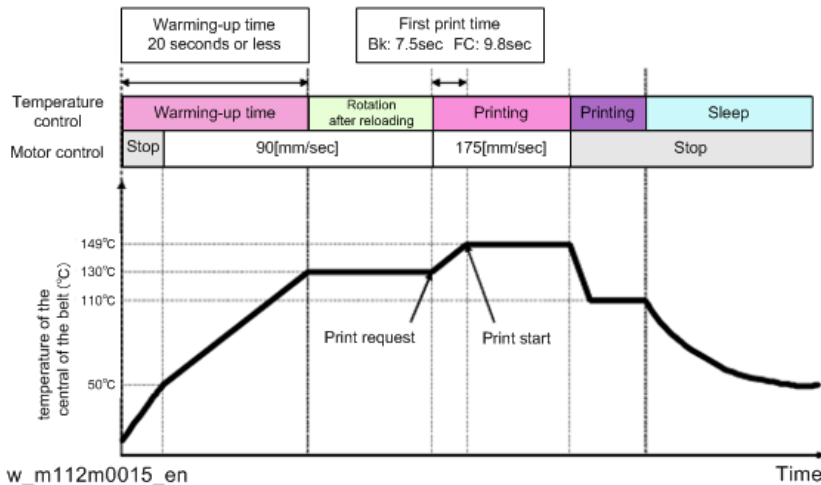 Warming-up time
20 seconds or less
First print time
Bk: 7.5sec FC: 9.8sec
Temperature
control
Warming-up time
Rotation
after reloading
Printing
Printing
Sleep
Motor control
Stop
90[mm/sec]
175[mm/sec]
Stop
149℃
130℃
110℃
50℃
temperature of the
central of the belt (℃)
Print request
Print start
w_m112m0015_en
Time